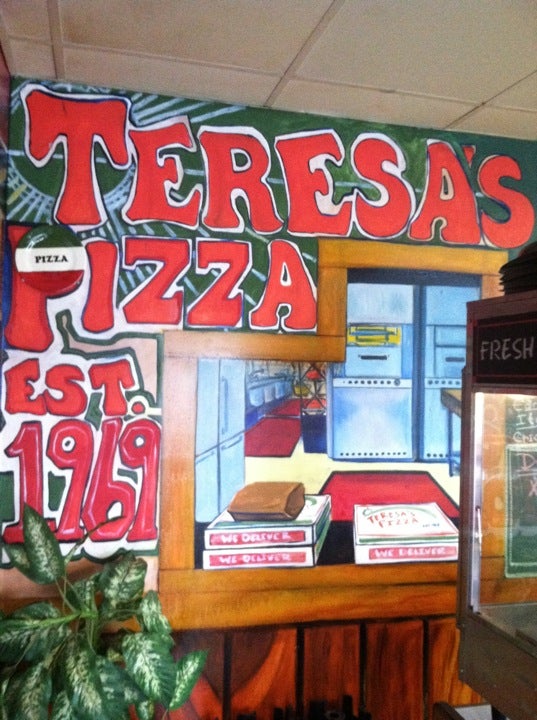 TERESA'S
PIZZA
PIZZA
EST.
1969
TERESA'S
PIZZA
WE DELIVER
WE DELIVER
WE DELIVER
FRESH